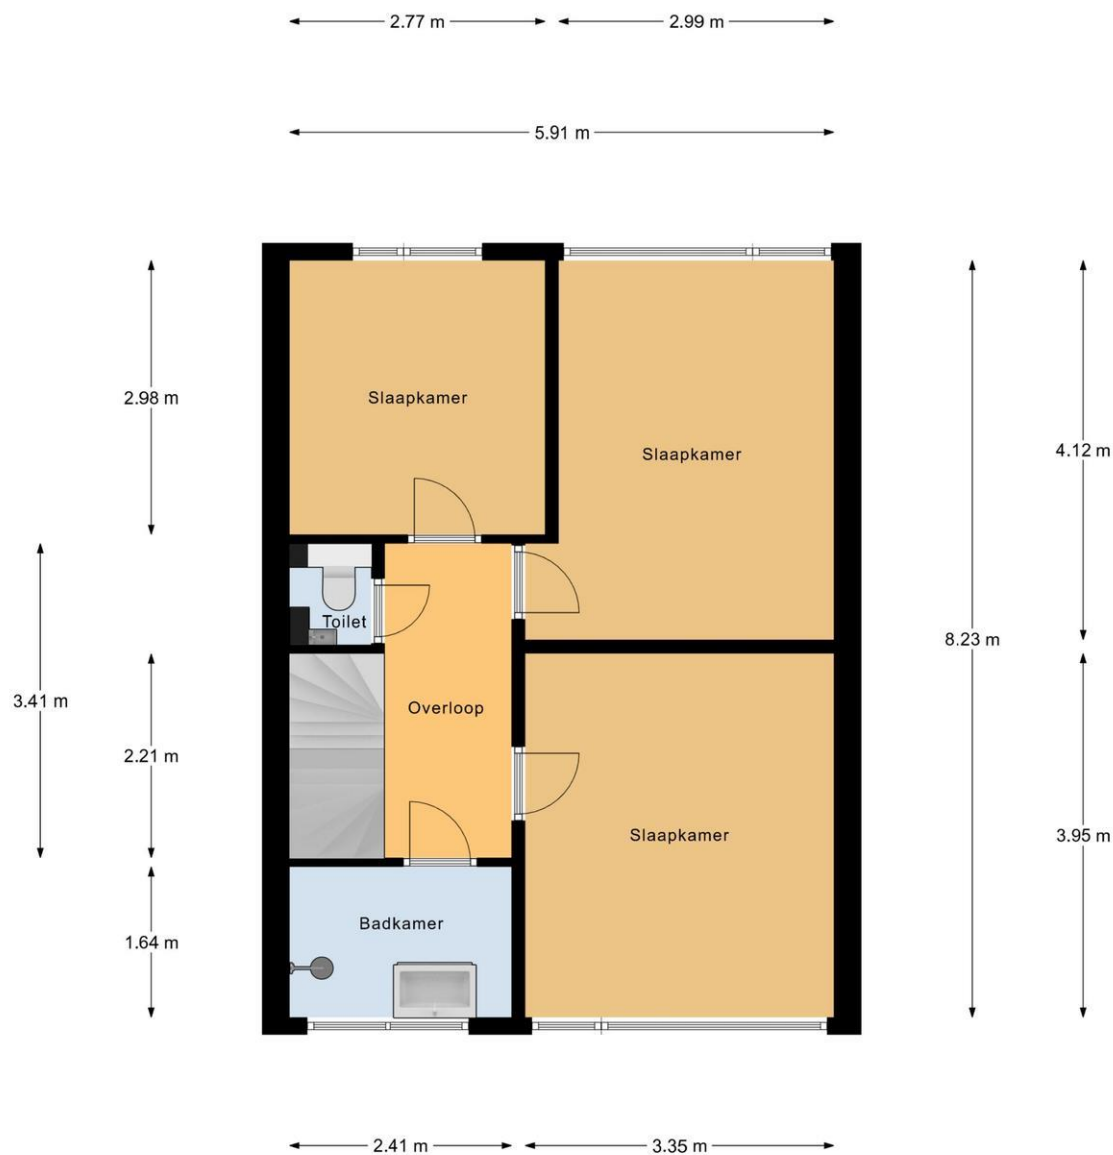 2.77 m
2.99 m
5.91 m
Slaapkamer
2.98 m
Slaapkamer
4.12 m
Toilet
8.23 m
3.41 m
Overloop
2.21 m
Slaapkamer
3.95 m
Badkamer
1.64 m
2.41 m
3.35 m